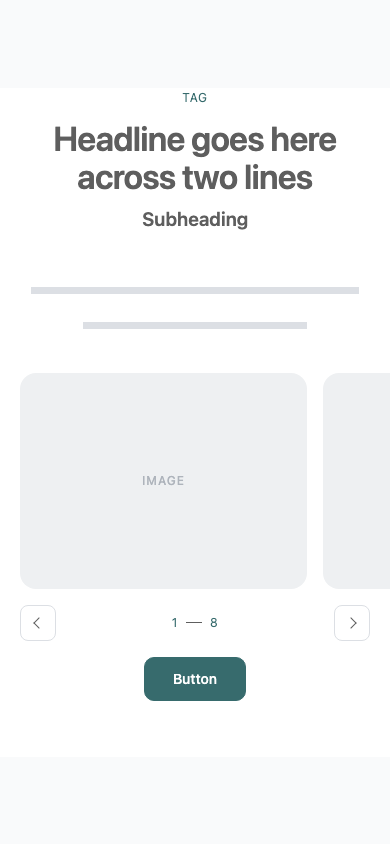 TAG
Headline goes here
across two lines
Subheading
IMAGE
1 — 8
Button